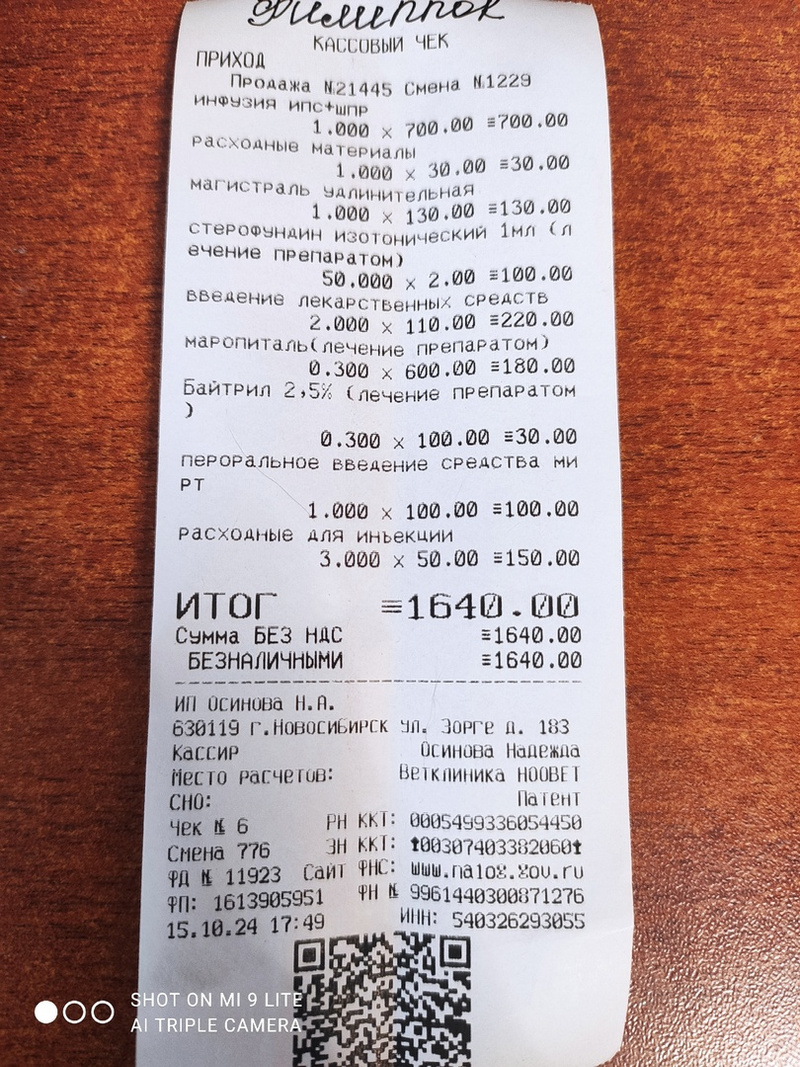 Филиппок
КАССОВЫЙ ЧЕК
ПРИХОД
Продажа №21445 Смена №1229
инфузия ипс+шпр
1.000 x 700.00 ≡700.00
расходные материалы
1.000 x 30.00 ≡30.00
магистраль удлинительная
1.000 x 130.00 ≡130.00
стерофундин изотонический 1мл (л
ечение препаратом)
50.000 x 2.00 ≡100.00
введение лекарственных средств
2.000 x 110.00 ≡220.00
маропиталь(лечение препаратом)
0.300 x 600.00 ≡180.00
Байтрил 2,5% (лечение препаратом
)
0.300 x 100.00 ≡30.00
пероральное введение средства ми
рт
1.000 x 100.00 ≡100.00
расходные для инъекции
3.000 x 50.00 ≡150.00
ИТОГ ≡1640.00
Сумма БЕЗ НДС ≡1640.00
БЕЗНАЛИЧНЫМИ ≡1640.00
ИП Осинова Н.А.
630119 г.Новосибирск ул. Зорге д. 183
Кассир Осинова Надежда
Место расчетов: Ветклиника НООВЕТ
СНО: Патент
Чек № 6 РН ККТ: 0005499336054450
Смена 776 ЗН ККТ: ✝00307403382060✝
ФД № 11923 Сайт ФНС: www.nalog.gov.ru
ФП: 1613905951 ФН № 9961440300871276
15.10.24 17:49 ИНН: 540326293055
SHOT ON MI 9 LITE
AI TRIPLE CAMERA